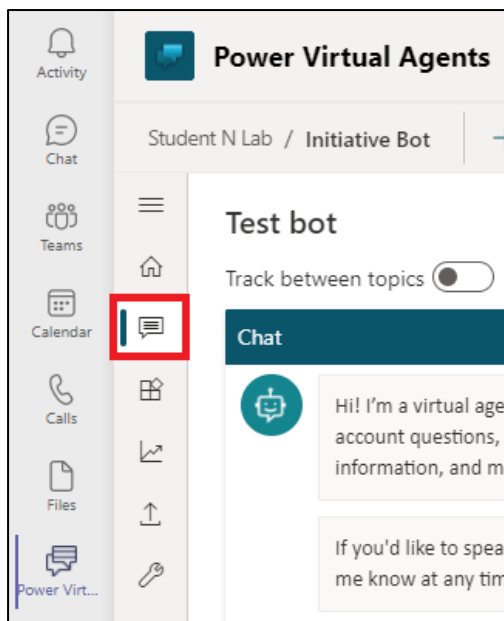 Activity
Chat
Teams
Calendar
Calls
Files
Power Virt...
Power Virtual Agents
Student N Lab / Initiative Bot
Test bot
Track between topics
Chat
Hi! I'm a virtual age
account questions,
information, and m
If you'd like to spea
me know at any tim